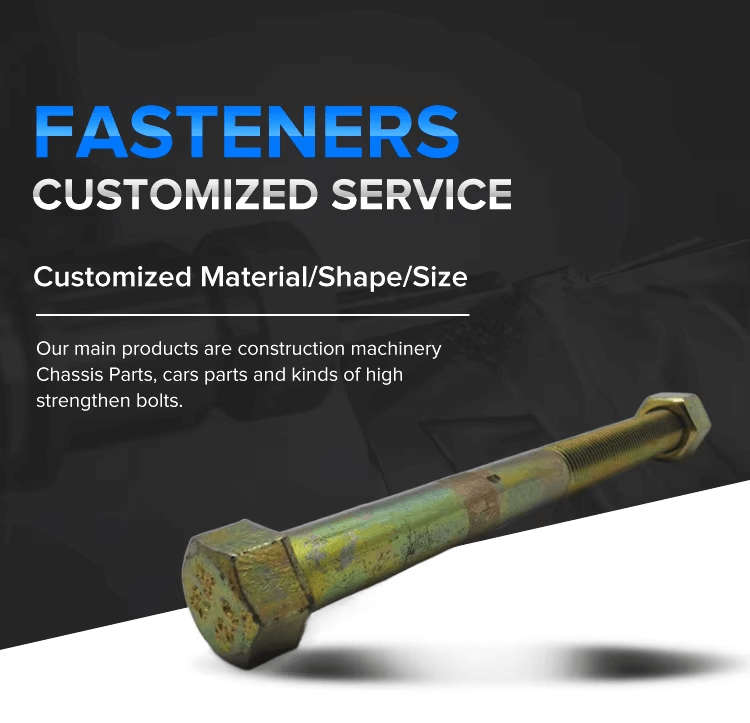 FASTENERS
CUSTOMIZED SERVICE
Customized Material/Shape/Size
Our main products are construction machinery
Chassis Parts, cars parts and kinds of high
strengthen bolts.